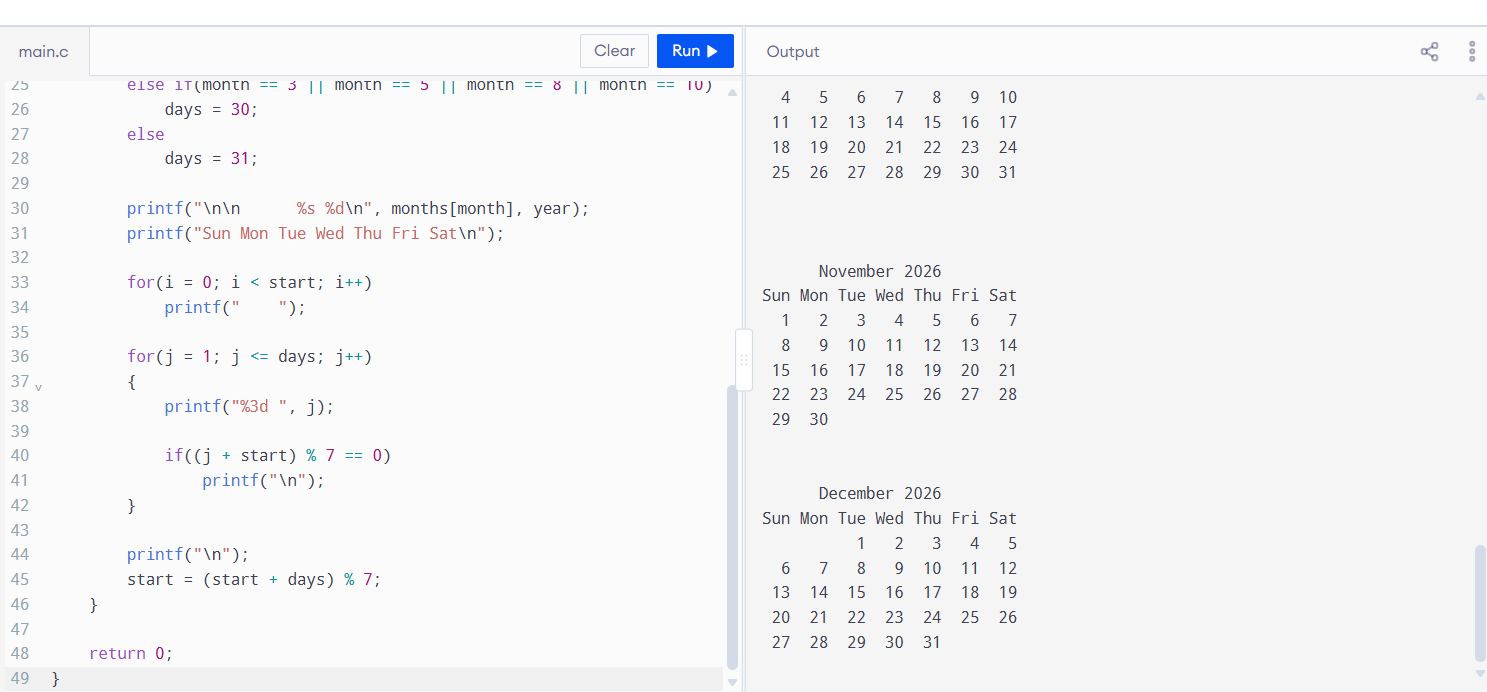 main.c
Clear
Run
25 else if(month == 3 || month == 5 || month == 8 || month == 10)
26 days = 30;
27 else
28 days = 31;
29
30 printf("\n\n      %s %d\n", months[month], year);
31 printf("Sun Mon Tue Wed Thu Fri Sat\n");
32
33 for(i = 0; i < start; i++)
34 printf("    ");
35
36 for(j = 1; j <= days; j++)
37 {
38 printf("%3d ", j);
39
40 if((j + start) % 7 == 0)
41 printf("\n");
42 }
43
44 printf("\n");
45 start = (start + days) % 7;
46 }
47
48 return 0;
49 }
Output
4 5 6 7 8 9 10
11 12 13 14 15 16 17
18 19 20 21 22 23 24
25 26 27 28 29 30 31
November 2026
Sun Mon Tue Wed Thu Fri Sat
1 2 3 4 5 6 7
8 9 10 11 12 13 14
15 16 17 18 19 20 21
22 23 24 25 26 27 28
29 30
December 2026
Sun Mon Tue Wed Thu Fri Sat
1 2 3 4 5
6 7 8 9 10 11 12
13 14 15 16 17 18 19
20 21 22 23 24 25 26
27 28 29 30 31